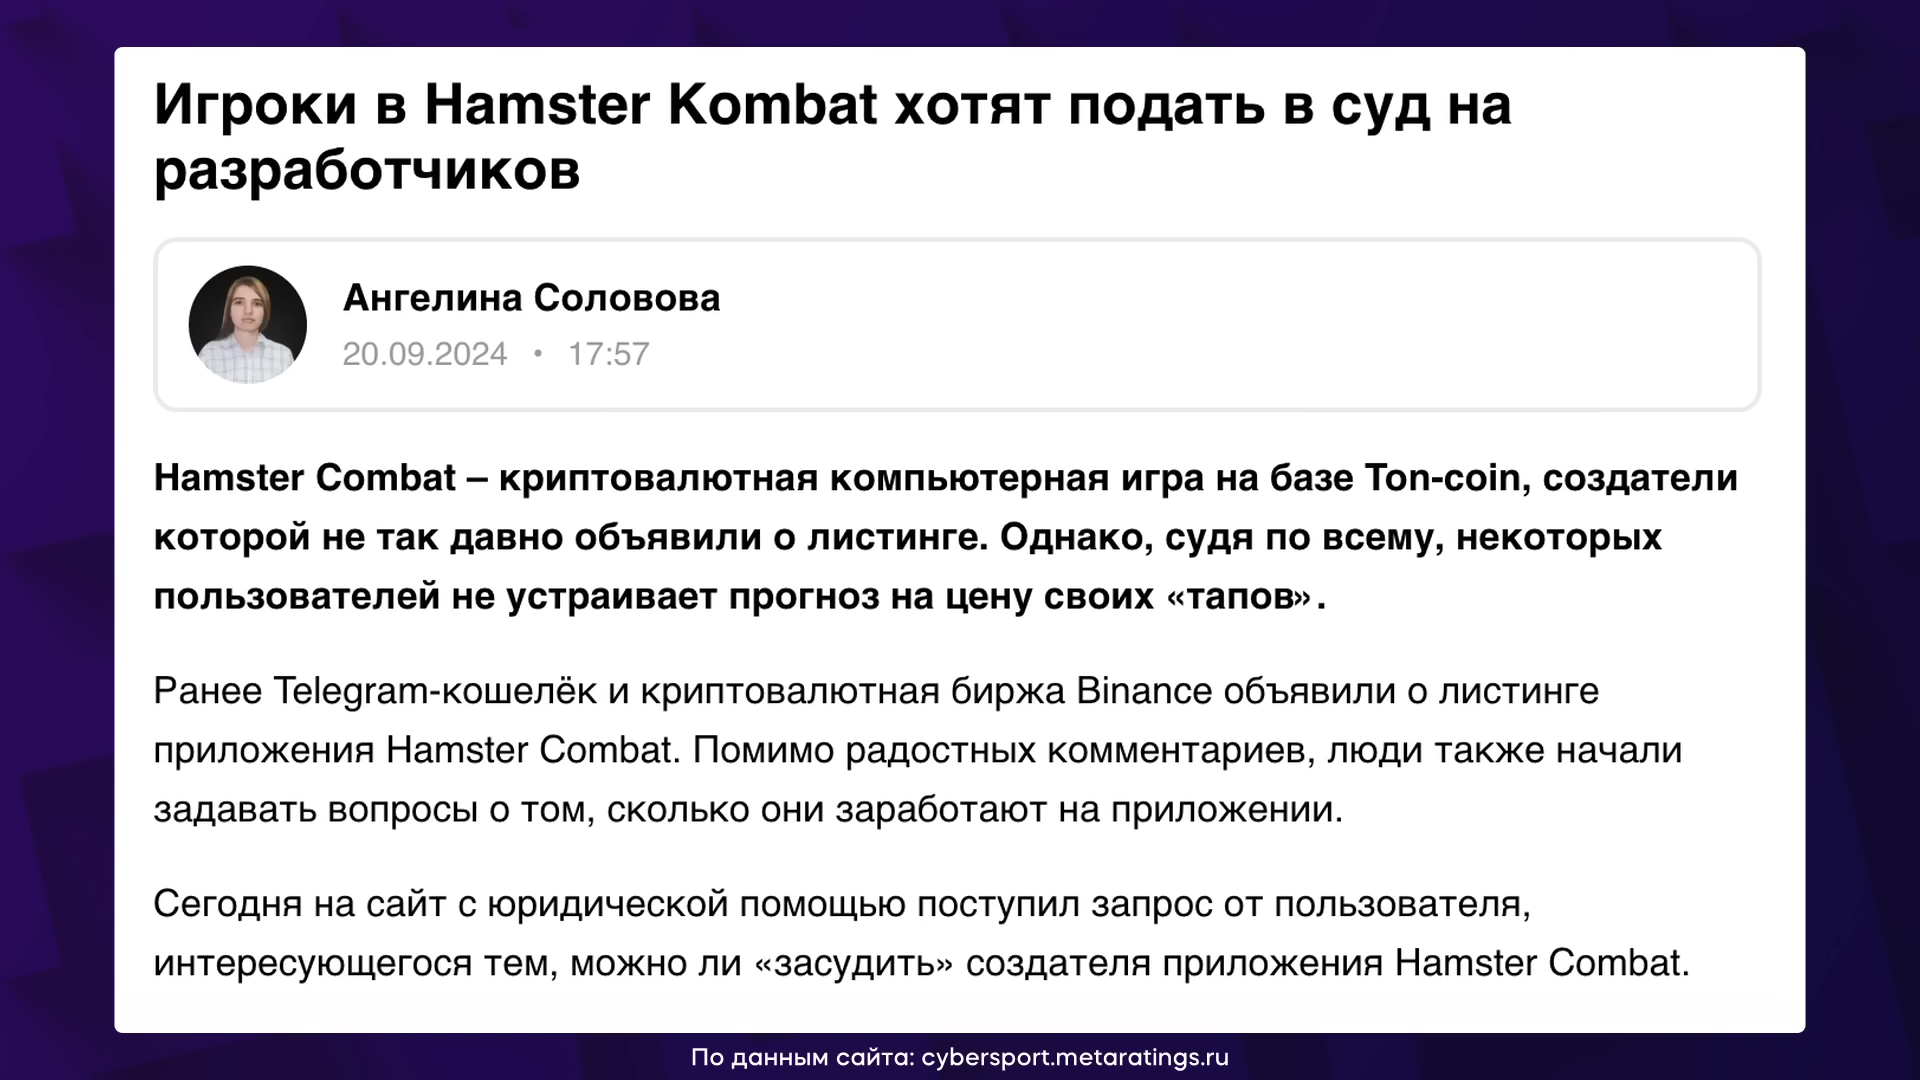 Игроки в Hamster Kombat хотят подать в суд на
разработчиков
Ангелина Соловова
20.09.2024 • 17:57
Hamster Combat – криптовалютная компьютерная игра на базе Ton-coin, создатели
которой не так давно объявили о листинге. Однако, судя по всему, некоторых
пользователей не устраивает прогноз на цену своих «тапов».
Ранее Telegram-кошелёк и криптовалютная биржа Binance объявили о листинге
приложения Hamster Combat. Помимо радостных комментариев, люди также начали
задавать вопросы о том, сколько они заработают на приложении.
Сегодня на сайт с юридической помощью поступил запрос от пользователя,
интересующегося тем, можно ли «засудить» создателя приложения Hamster Combat.
По данным сайта: cybersport.metaratings.ru